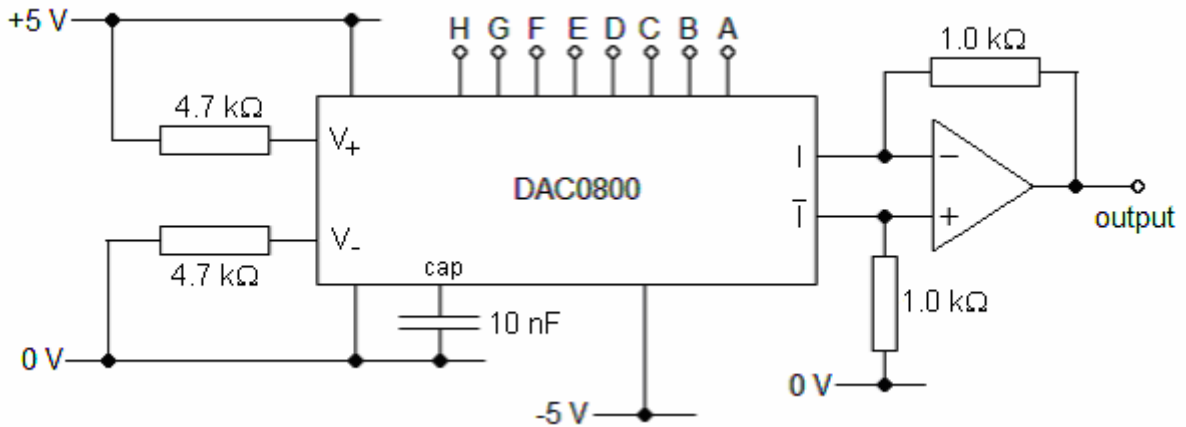 +5 V
H G F E D C B A
1.0 kΩ
4.7 kΩ
V+
I
−
DAC0800
I̅
+
output
V-
4.7 kΩ
cap
10 nF
1.0 kΩ
0 V
0 V
-5 V